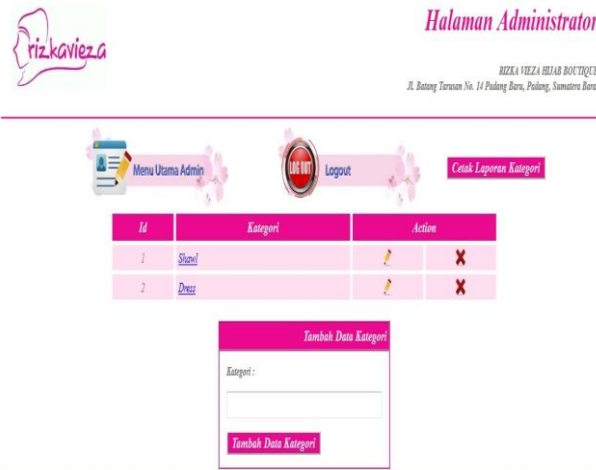 rizkavieza
Halaman Administrator
RIZKA VIEZA HIJAB BOUTIQUE
Jl. Batang Tarusan No. 14 Padang Baru, Padang, Sumatera Bara
Menu Utama Admin
LOG OUT
Logout
Cetak Laporan Kategori
Id Kategori Action
1 Shawl
2 Dress
Tambah Data Kategori
Kategori :
Tambah Data Kategori